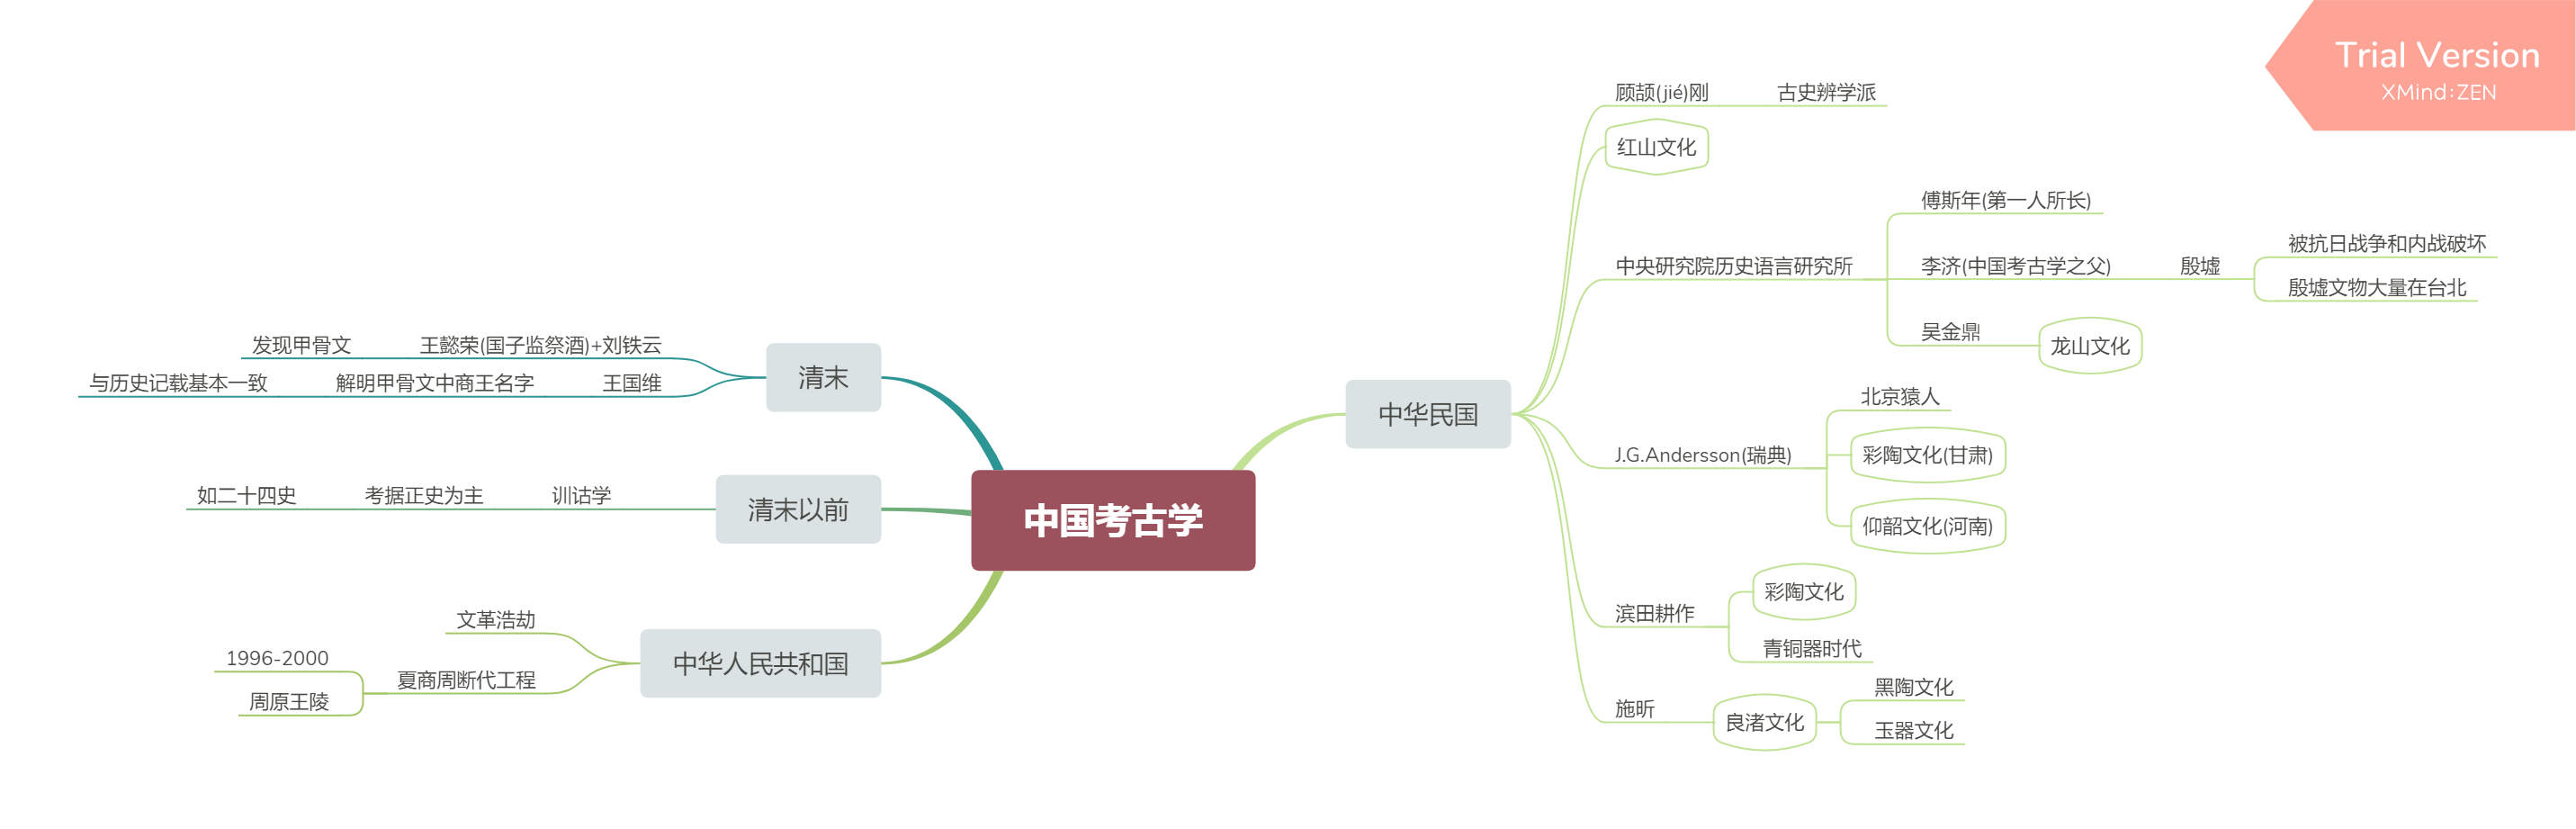 Trial Version
XMind:ZEN
中国考古学
中华民国
顾颉(jié)刚
古史辨学派
红山文化
中央研究院历史语言研究所
傅斯年(第一人所长)
李济(中国考古学之父)
殷墟
被抗日战争和内战破坏
殷墟文物大量在台北
吴金鼎
龙山文化
J.G.Andersson(瑞典)
北京猿人
彩陶文化(甘肃)
仰韶文化(河南)
滨田耕作
彩陶文化
青铜器时代
施昕
良渚文化
黑陶文化
玉器文化
清末
王懿荣(国子监祭酒)+刘铁云
发现甲骨文
王国维
解明甲骨文中商王名字
与历史记载基本一致
清末以前
训诂学
考据正史为主
如二十四史
中华人民共和国
文革浩劫
夏商周断代工程
1996-2000
周原王陵